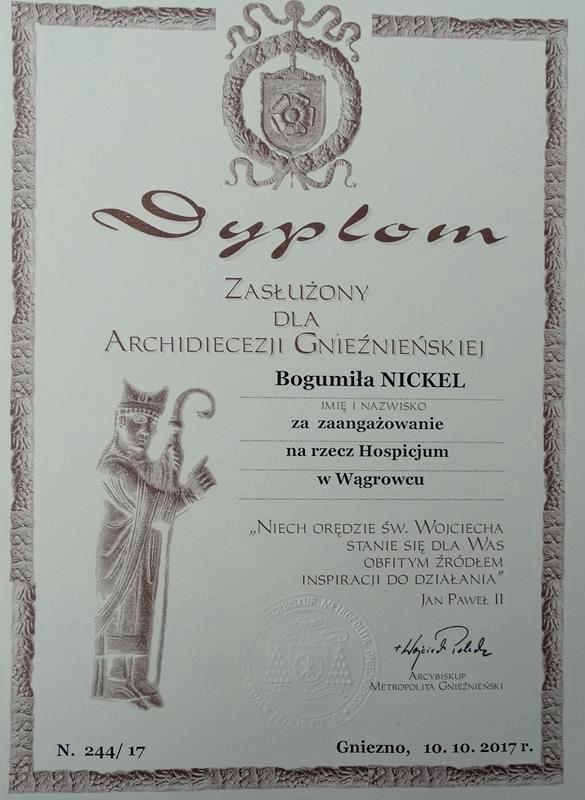 Dyplom
Zasłużony
dla
Archidiecezji Gnieźnieńskiej
Bogumiła NICKEL
imię i nazwisko
za zaangażowanie
na rzecz Hospicjum
w Wągrowcu
„Niech orędzie św. Wojciecha
stanie się dla Was
obfitym źródłem
inspiracji do działania”
Jan Paweł II
+ Wojciech Polak
Arcybiskup
Metropolita Gnieźnieński
N. 244/ 17
Gniezno, 10. 10. 2017 r.